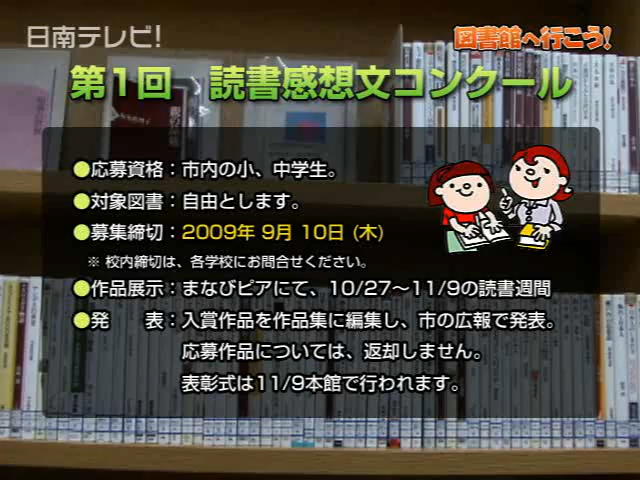 日南テレビ!
図書館へ行こう!
第1回 読書感想文コンクール
●応募資格：市内の小、中学生。
●対象図書：自由とします。
●募集締切：2009年 9月 10日 (木)
※ 校内締切は、各学校にお問合せください。
●作品展示：まなびピアにて、10/27～11/9の読書週間
●発　　表：入賞作品を作品集に編集し、市の広報で発表。
応募作品については、返却しません。
表彰式は11/9本館で行われます。